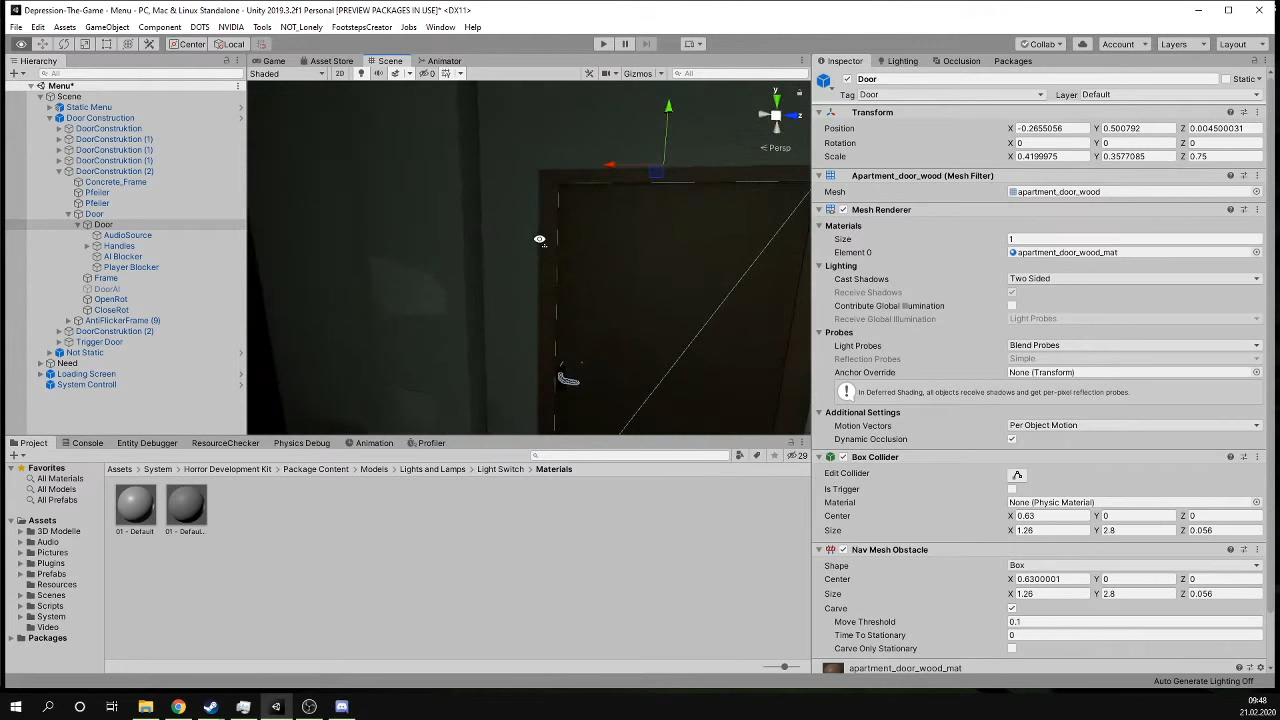 Depression-The-Game - Menu - PC, Mac & Linux Standalone - Unity 2019.3.2f1 Personal [PREVIEW PACKAGES IN USE]* <DX11>
File Edit Assets GameObject Component DOTS NVIDIA Tools NOT_Lonely FootstepsCreator Jobs Window Help
Center Local Collab Account Layers Layout
Hierarchy
All
Menu*
Scene
Static Menu
Door Construction
DoorConstruktion
DoorConstruktion (1)
DoorConstruktion (1)
DoorConstruktion (1)
DoorConstruktion (2)
Concrete_Frame
Pfeiler
Pfeiler
Door
Door
AudioSource
Handles
AI Blocker
Player Blocker
Frame
DoorAI
OpenRot
CloseRot
AntiFlickerFrame (9)
DoorConstruktion (2)
Trigger Door
Not Static
Need
Loading Screen
System Controll
Game Asset Store Scene Animator
Shaded 2D 0 Gizmos All
y
z
Persp
Inspector Lighting Occlusion Packages
Door Static
Tag Door Layer Default
Transform
Position X -0.2655056 Y 0.500792 Z 0.004500031
Rotation X 0 Y 0 Z 0
Scale X 0.4199975 Y 0.3577085 Z 0.75
Apartment_door_wood (Mesh Filter)
Mesh apartment_door_wood
Mesh Renderer
Materials
Size 1
Element 0 apartment_door_wood_mat
Lighting
Cast Shadows Two Sided
Receive Shadows
Contribute Global Illumination
Receive Global Illumination Light Probes
Probes
Light Probes Blend Probes
Reflection Probes Simple
Anchor Override None (Transform)
In Deferred Shading, all objects receive shadows and get per-pixel reflection probes.
Additional Settings
Motion Vectors Per Object Motion
Dynamic Occlusion
Box Collider
Edit Collider
Is Trigger
Material None (Physic Material)
Center X 0.63 Y 0 Z 0
Size X 1.26 Y 2.8 Z 0.056
Nav Mesh Obstacle
Shape Box
Center X 0.6300001 Y 0 Z 0
Size X 1.26 Y 2.8 Z 0.056
Carve
Move Threshold 0.1
Time To Stationary 0
Carve Only Stationary
apartment_door_wood_mat
Project Console Entity Debugger ResourceChecker Physics Debug Animation Profiler
29
Favorites
All Materials
All Models
All Prefabs
Assets
3D Modelle
Audio
Pictures
Plugins
Prefabs
Resources
Scenes
Scripts
System
Video
Packages
Assets > System > Horror Development Kit > Package Content > Models > Lights and Lamps > Light Switch > Materials
01 - Default 01 - Defaul...
Auto Generate Lighting Off
09:48
21.02.2020